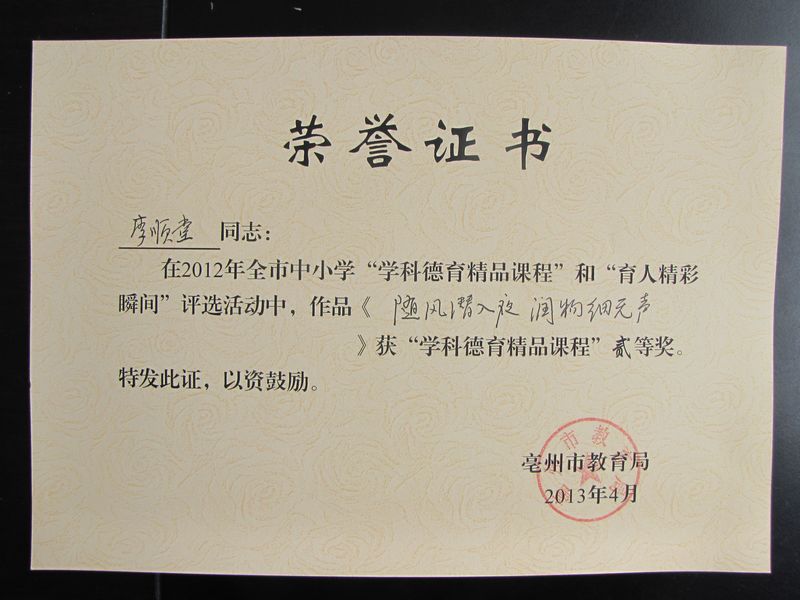 荣誉证书
李顺堂 同志：
在2012年全市中小学“学科德育精品课程”和“育人精彩
瞬间”评选活动中，作品《 随风潜入夜 润物细无声
》获“学科德育精品课程”贰等奖。
特发此证，以资鼓励。
市教
亳州市教育局
2013年4月